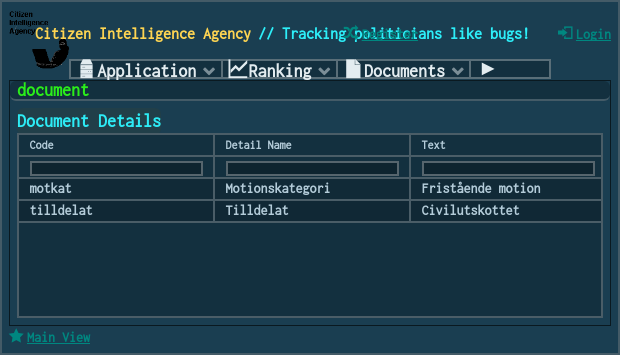 Citizen
Intelligence
Agency
Citizen Intelligence Agency // Tracking politicians like bugs!
Login
Application
Ranking
Documents
document
Document Details
Code
Detail Name
Text
motkat
Motionskategori
Fristående motion
tilldelat
Tilldelat
Civilutskottet
Main View